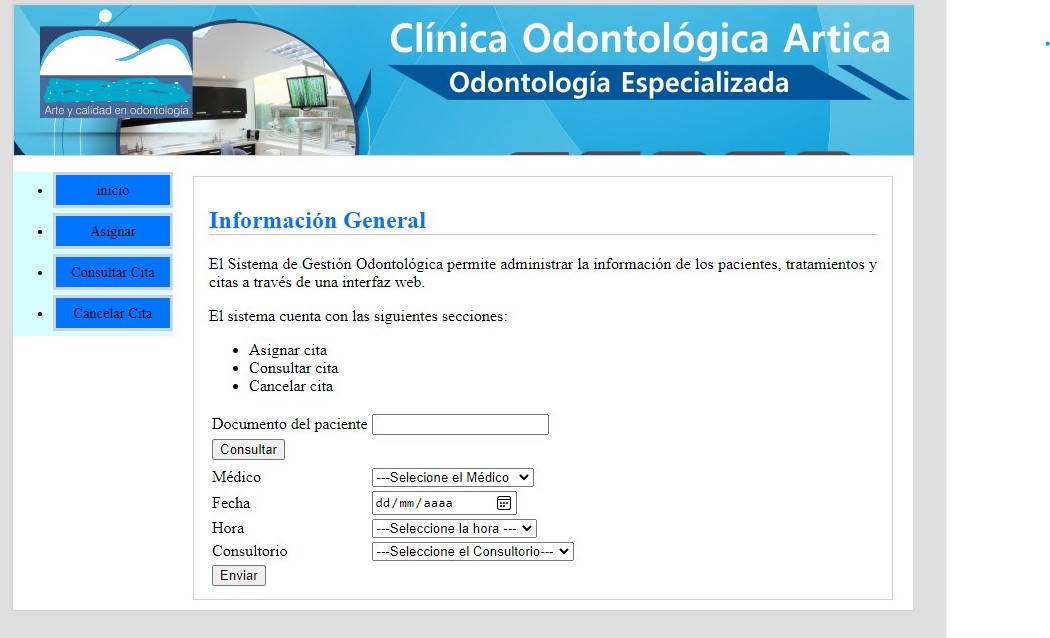 Clínica Odontológica Artica
Odontología Especializada
Arte y calidad en odontología
inicio
Asignar
Consultar Cita
Cancelar Cita
Información General
El Sistema de Gestión Odontológica permite administrar la información de los pacientes, tratamientos y
citas a través de una interfaz web.
El sistema cuenta con las siguientes secciones:
Asignar cita
Consultar cita
Cancelar cita
Documento del paciente
Consultar
Médico ---Selecione el Médico
Fecha dd/mm/aaaa
Hora ---Seleccione la hora ---
Consultorio ---Seleccione el Consultorio---
Enviar